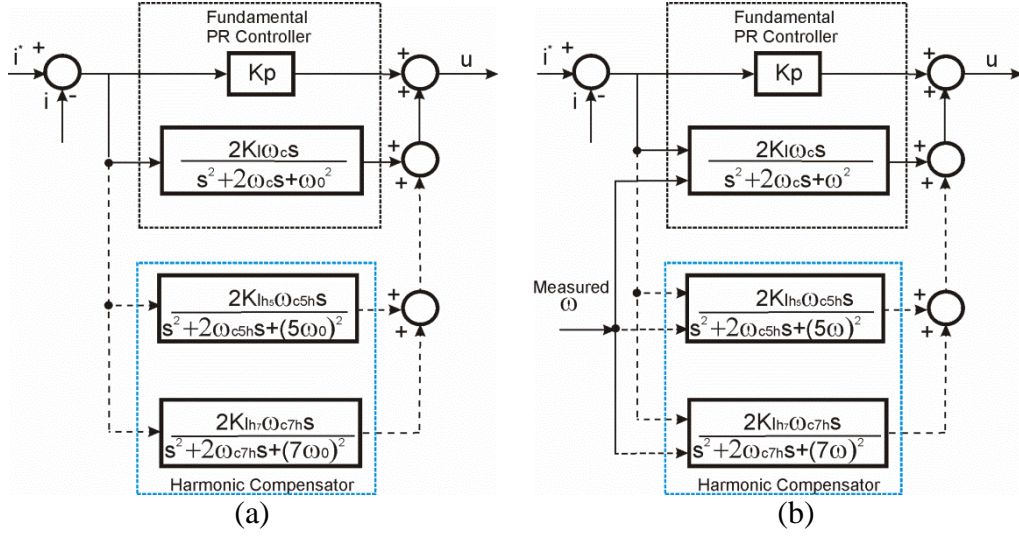 Fundamental
PR Controller
i* + - i
Kp
+ + u
2KIωcs
s²+2ωcs+ω0²
+ +
2KIh5ωc5hs
s²+2ωc5hs+(5ω0)²
+ +
2KIh7ωc7hs
s²+2ωc7hs+(7ω0)²
Harmonic Compensator
(a)
Fundamental
PR Controller
i* + - i
Kp
+ + u
2KIωcs
s²+2ωcs+ω²
+ +
Measured
ω
2KIh5ωc5hs
s²+2ωc5hs+(5ω)²
+ +
2KIh7ωc7hs
s²+2ωc7hs+(7ω)²
Harmonic Compensator
(b)